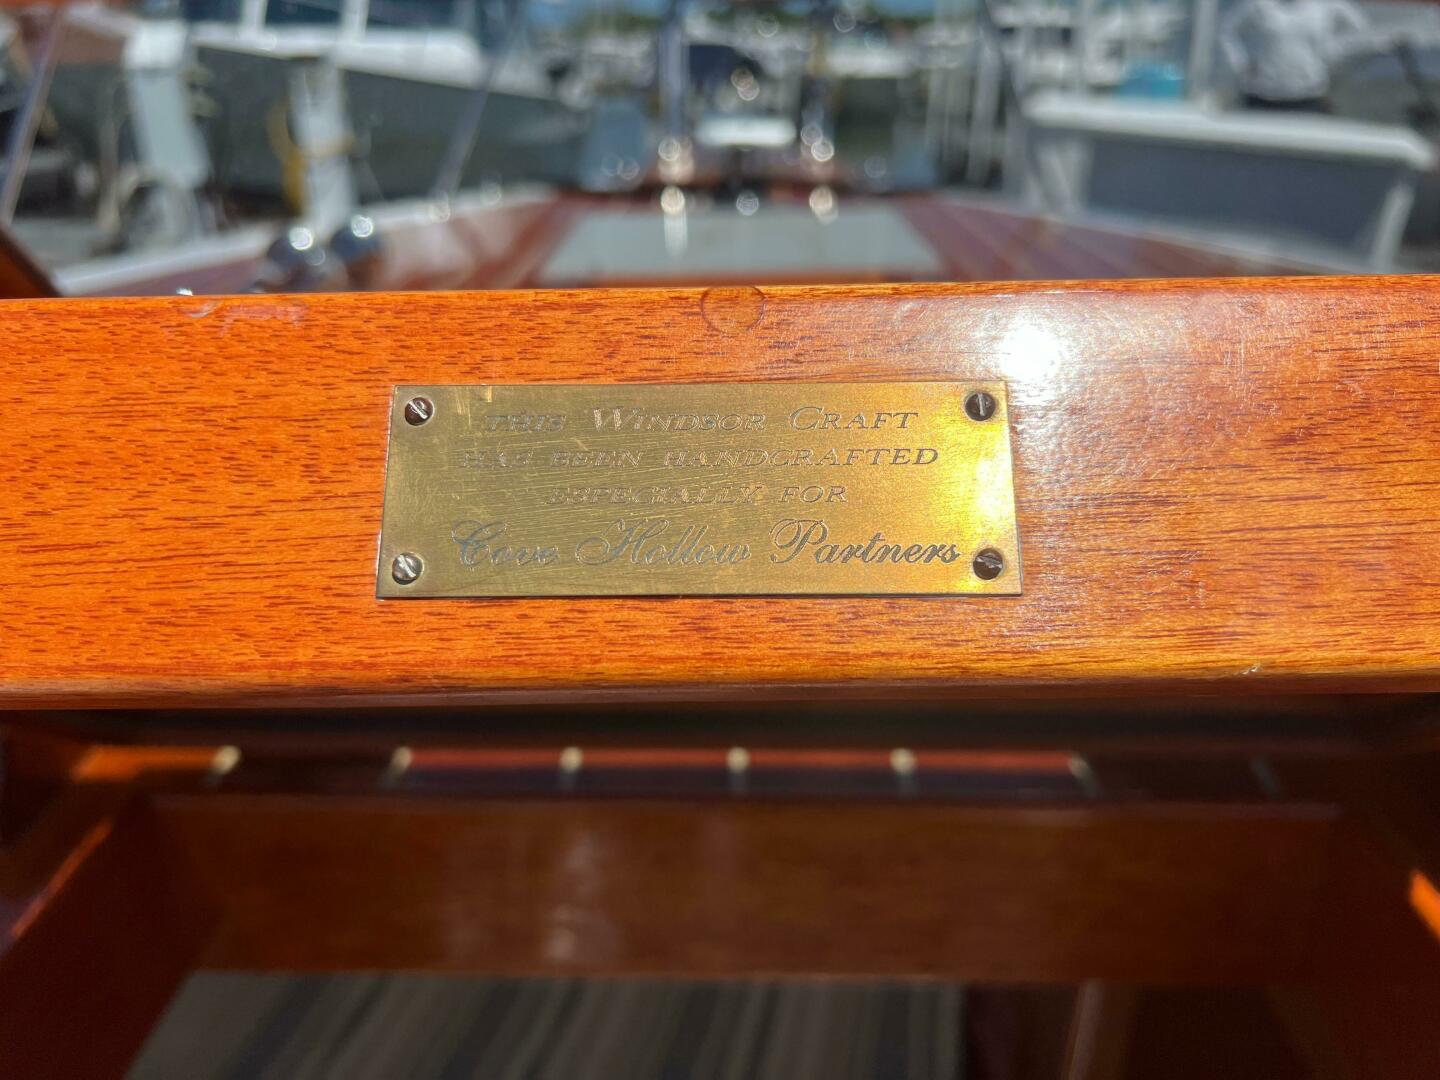 THIS WINDSOR CRAFT
HAS BEEN HANDCRAFTED
ESPECIALLY FOR
Cove Hollow Partners